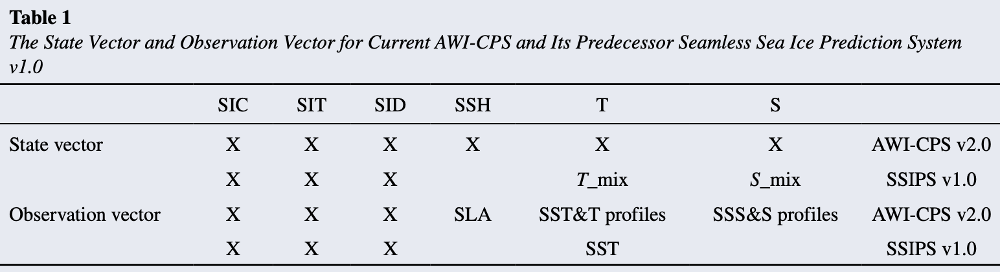 Table 1
The State Vector and Observation Vector for Current AWI-CPS and Its Predecessor Seamless Sea Ice Prediction System
v1.0
SIC SIT SID SSH T S
State vector X X X X X X AWI-CPS v2.0
X X X T_mix S_mix SSIPS v1.0
Observation vector X X X SLA SST&T profiles SSS&S profiles AWI-CPS v2.0
X X X SST SSIPS v1.0